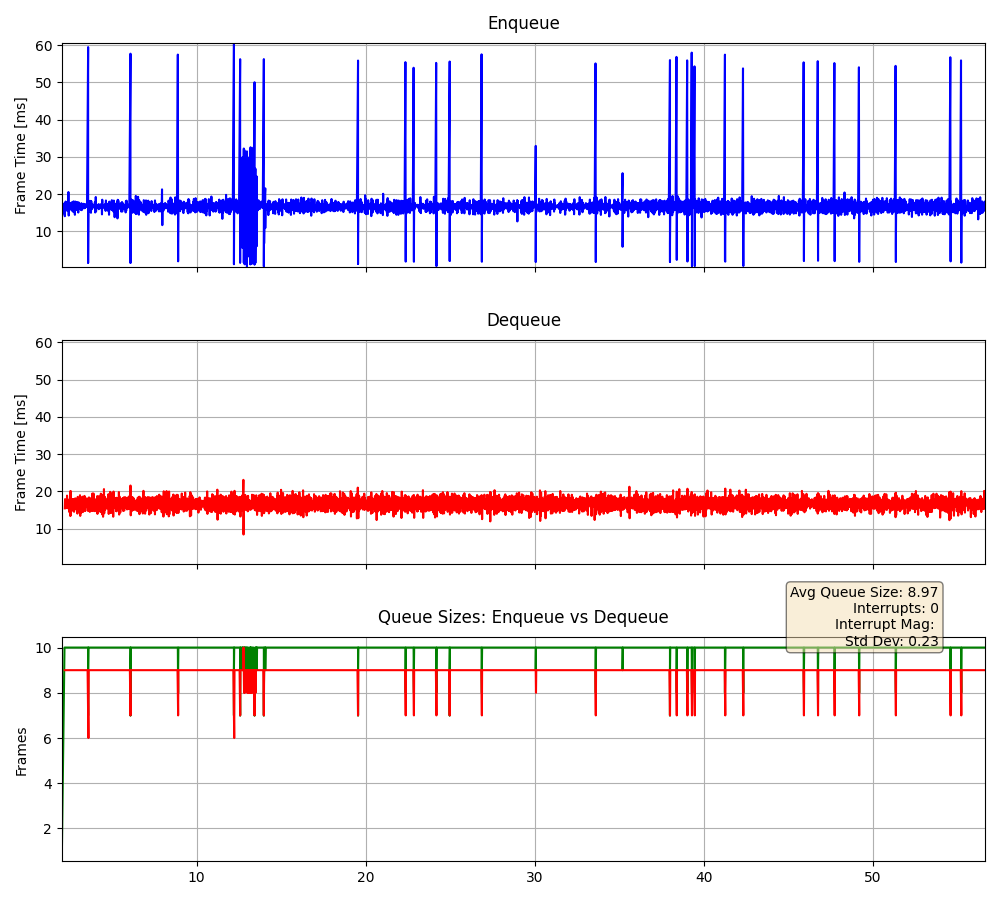 Enqueue
Frame Time [ms]
60
50
40
30
20
10
Dequeue
Frame Time [ms]
60
50
40
30
20
10
Avg Queue Size: 8.97
Interrupts: 0
Interrupt Mag:
Std Dev: 0.23
Queue Sizes: Enqueue vs Dequeue
Frames
10
8
6
4
2
10 20 30 40 50